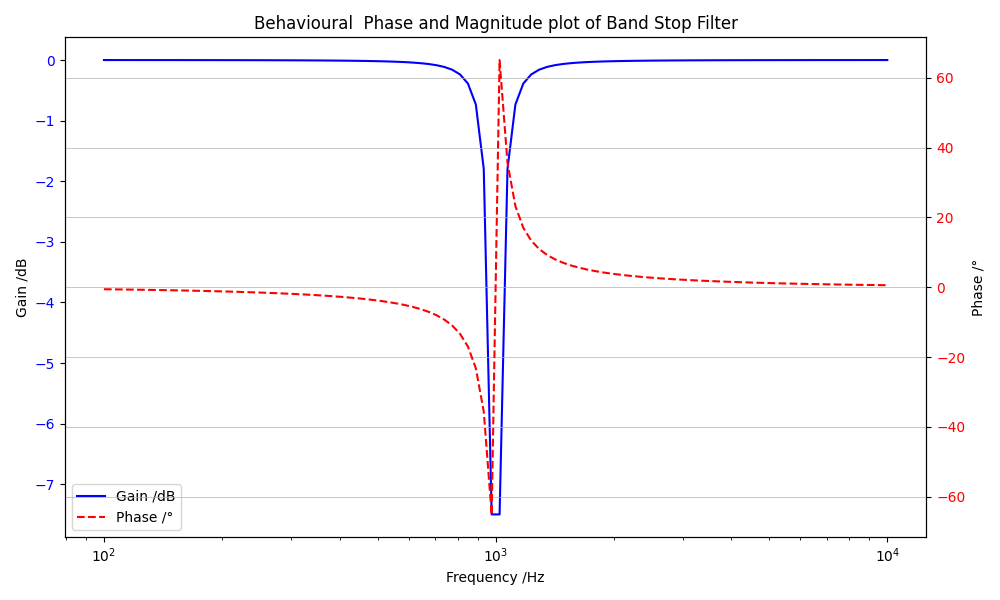 Behavioural  Phase and Magnitude plot of Band Stop Filter
0
−1
−2
−3
−4
−5
−6
−7
Gain /dB
60
40
20
0
−20
−40
−60
Phase /°
Gain /dB
Phase /°
10² 10³ 10⁴
Frequency /Hz